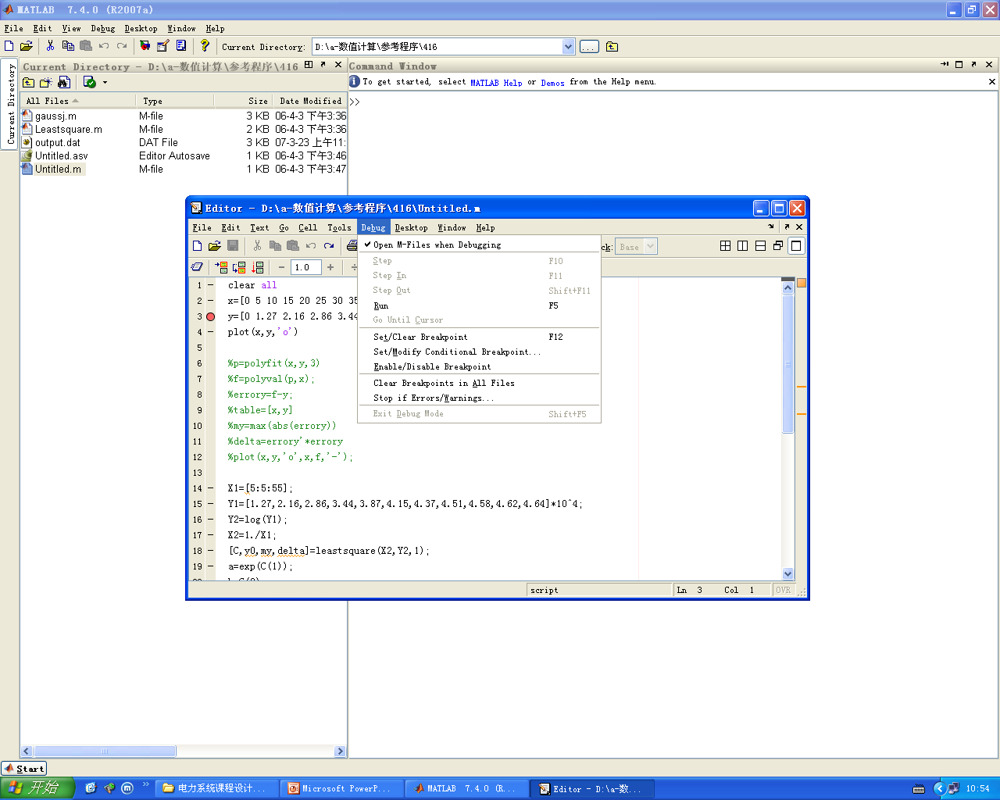 MATLAB  7.4.0 (R2007a)
File Edit View Debug Desktop Window Help
Current Directory: D:\a-数值计算\参考程序\416
Current Directory
Current Directory - D:\a-数值计算\参考程序\416
Command Window
To get started, select MATLAB Help or Demos from the Help menu.
All Files Type Size Date Modified
>>
gaussj.m M-file 3 KB 06-4-3 下午3:36
Leastsquare.m M-file 2 KB 06-4-3 下午3:36
output.dat DAT File 3 KB 07-3-23 上午11:
Untitled.asv Editor Autosave 1 KB 06-4-3 下午3:46
Untitled.m M-file 1 KB 06-4-3 下午3:47
Editor - D:\a-数值计算\参考程序\416\Untitled.m
File Edit Text Go Cell Tools Debug Desktop Window Help
ck: Base
1.0
Open M-Files when Debugging
Step F10
Step In F11
Step Out Shift+F11
Run F5
Go Until Cursor
Set/Clear Breakpoint F12
Set/Modify Conditional Breakpoint...
Enable/Disable Breakpoint
Clear Breakpoints in All Files
Stop if Errors/Warnings...
Exit Debug Mode Shift+F5
1 - clear all
2 - x=[0 5 10 15 20 25 30 35
3 y=[0 1.27 2.16 2.86 3.44
4 - plot(x,y,'o')
5
6 %p=polyfit(x,y,3)
7 %f=polyval(p,x);
8 %errory=f-y;
9 %table=[x,y]
10 %my=max(abs(errory))
11 %delta=errory'*errory
12 %plot(x,y,'o',x,f,'-');
13
14 - X1=[5:5:55];
15 - Y1=[1.27,2.16,2.86,3.44,3.87,4.15,4.37,4.51,4.58,4.62,4.64]*10^4;
16 - Y2=log(Y1);
17 - X2=1./X1;
18 - [C,y0,my,delta]=leastsquare(X2,Y2,1);
19 - a=exp(C(1));
script Ln 3 Col 1 OVR
Start
开始
电力系统课程设计...
Microsoft PowerP...
MATLAB  7.4.0 (R...
Editor - D:\a-数...
10:54